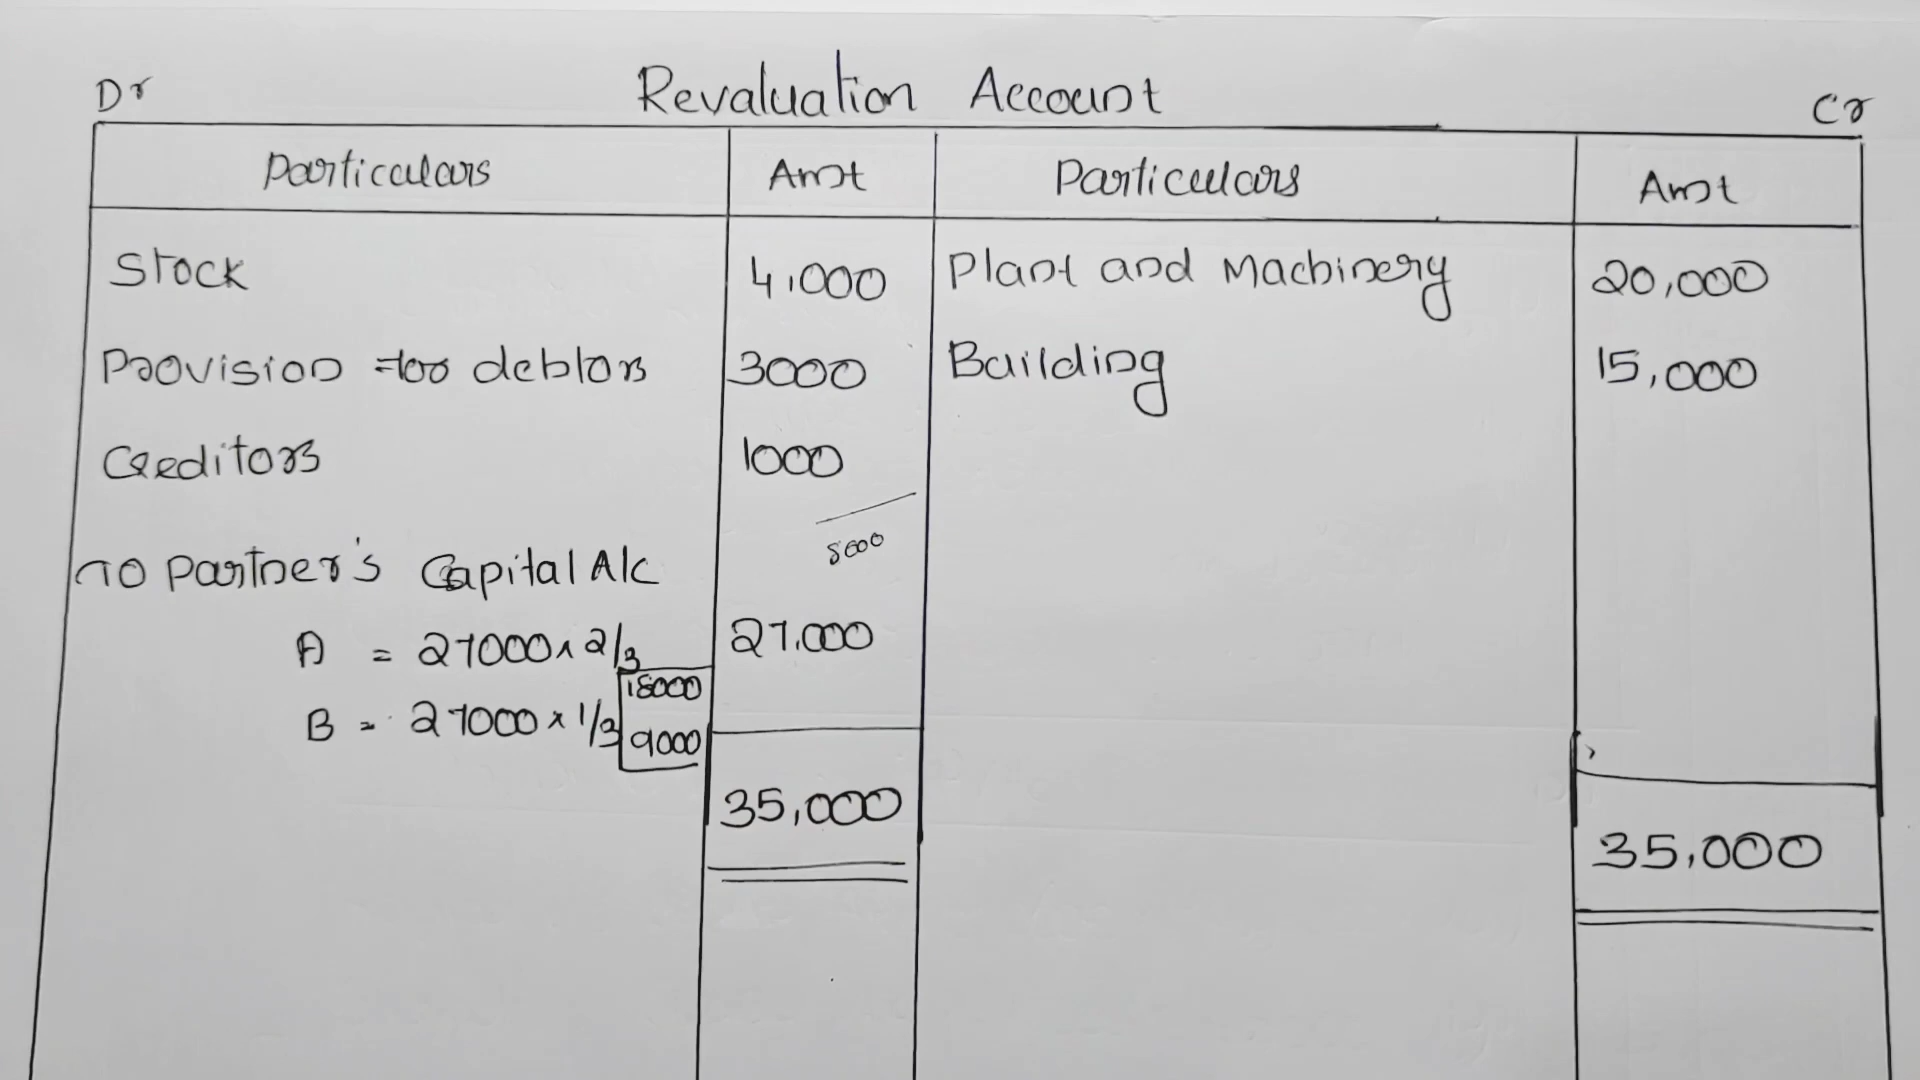 Revaluation Account
Dr Cr
Particulars Amt Particulars Amt
Stock 4,000 Plant and Machinery 20,000
Provision for debtors 3000 Building 15,000
Creditors 1000
8000
To Partner's Capital A/c
A = 27000 x 2/3 18000 27,000
B = 27000 x 1/3 9000
35,000 35,000